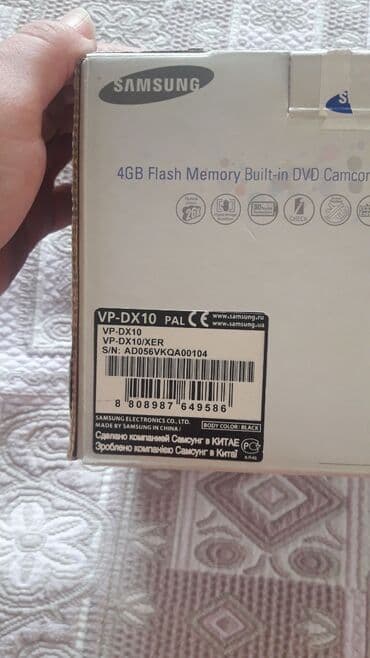 SAMSUNG
4GB Flash Memory Built-in DVD Camcor
CHECK
VP-DX10 PAL CE www.samsung.ru
www.samsung.ua
VP-DX10
VP-DX10/XER
S/N: AD056VKQA00104
8 808987 649586
SAMSUNG ELECTRONICS CO., LTD.
MADE BY SAMSUNG IN CHINA/
BODY COLOR: BLACK
Сделано компанией Самсунг в КИТАЕ
Зроблено компанією Самсунг в Китаї